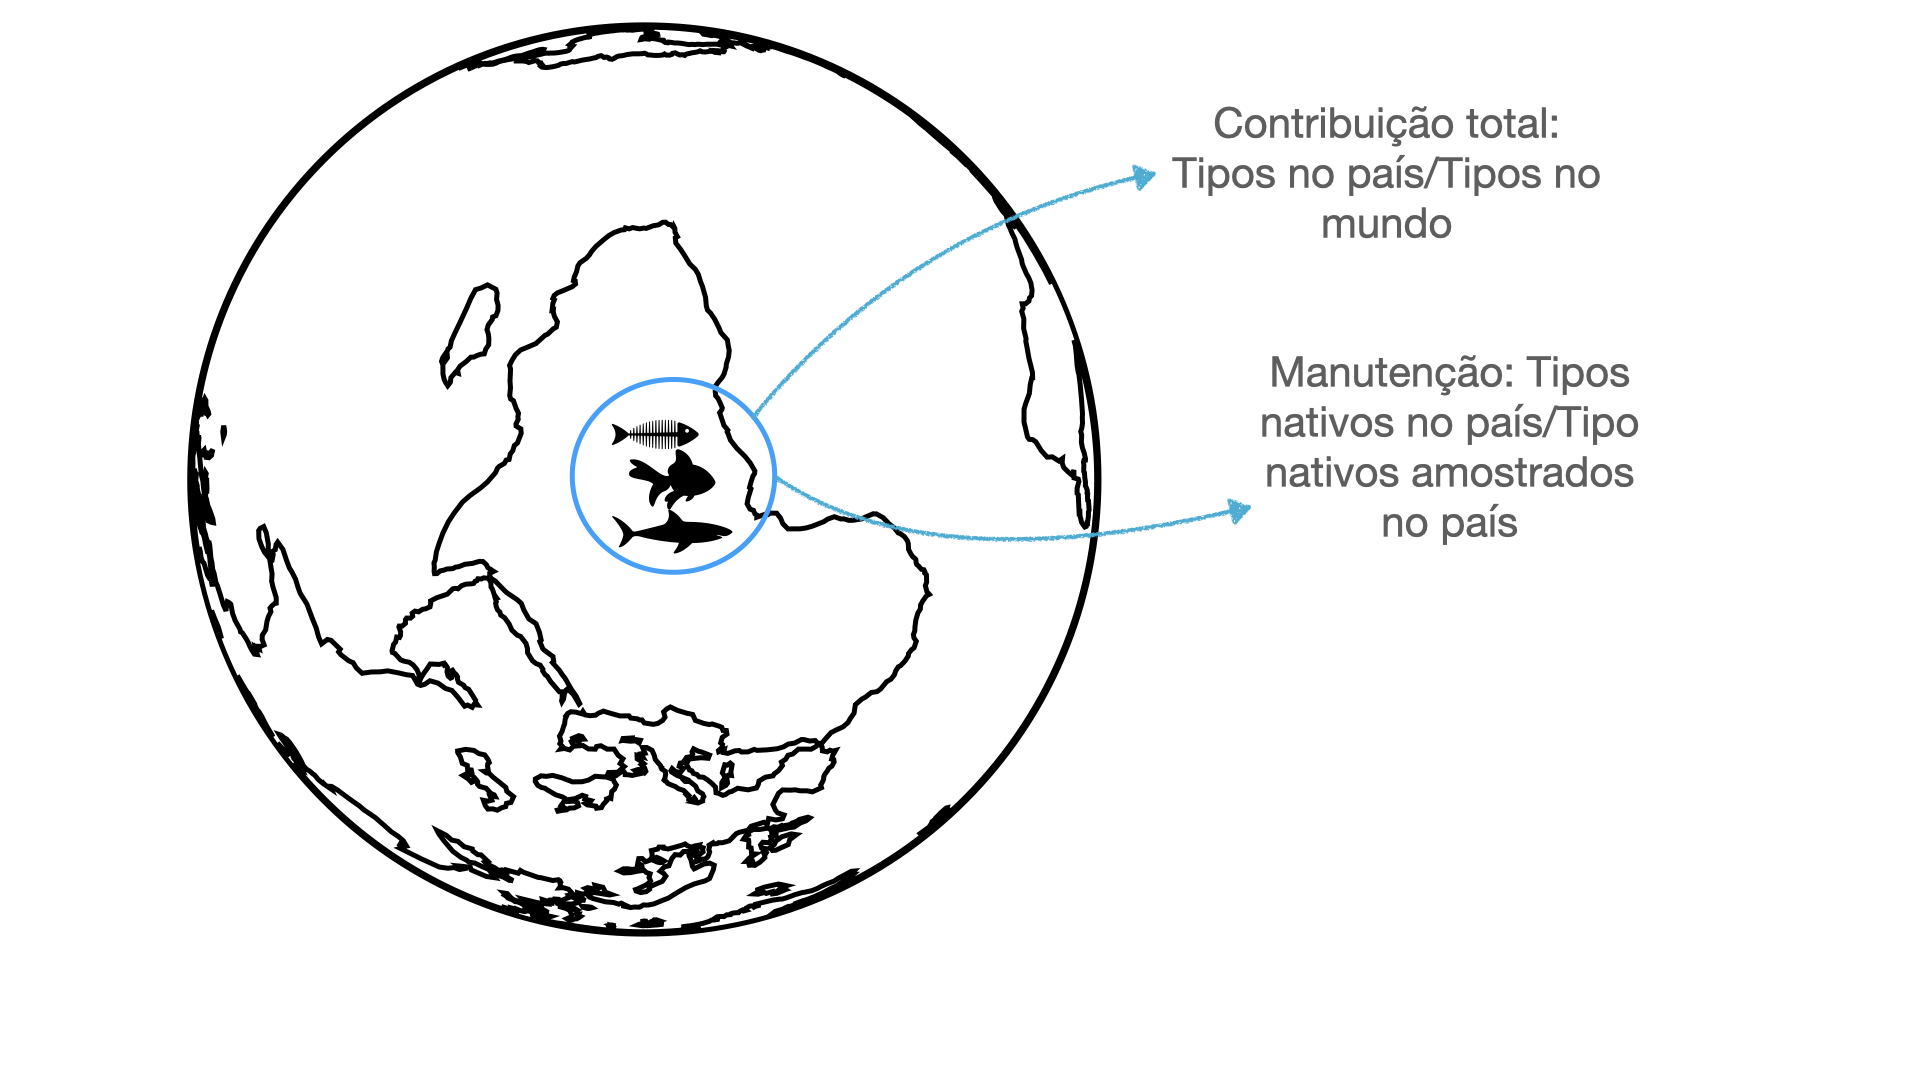 Contribuição total:
Tipos no país/Tipos no
mundo
Manutenção: Tipos
nativos no país/Tipo
nativos amostrados
no país